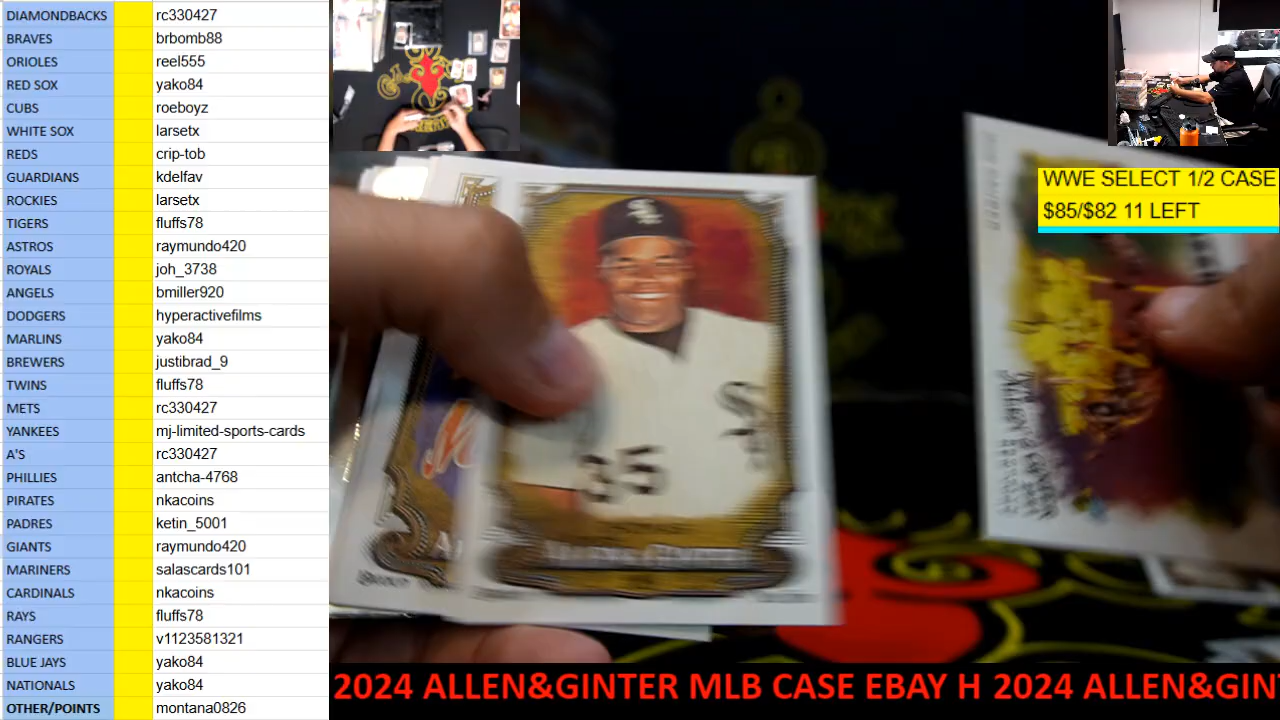 DIAMONDBACKS rc330427
BRAVES brbomb88
ORIOLES reel555
RED SOX yako84
CUBS roeboyz
WHITE SOX larsetx
REDS crip-tob
GUARDIANS kdelfav
ROCKIES larsetx
TIGERS fluffs78
ASTROS raymundo420
ROYALS joh_3738
ANGELS bmiller920
DODGERS hyperactivefilms
MARLINS yako84
BREWERS justibrad_9
TWINS fluffs78
METS rc330427
YANKEES mj-limited-sports-cards
A'S rc330427
PHILLIES antcha-4768
PIRATES nkacoins
PADRES ketin_5001
GIANTS raymundo420
MARINERS salascards101
CARDINALS nkacoins
RAYS fluffs78
RANGERS v1123581321
BLUE JAYS yako84
NATIONALS yako84
OTHER/POINTS montana0826
WWE SELECT 1/2 CASE
$85/$82 11 LEFT
35
2024 ALLEN&GINTER MLB CASE EBAY H 2024 ALLEN&GIN